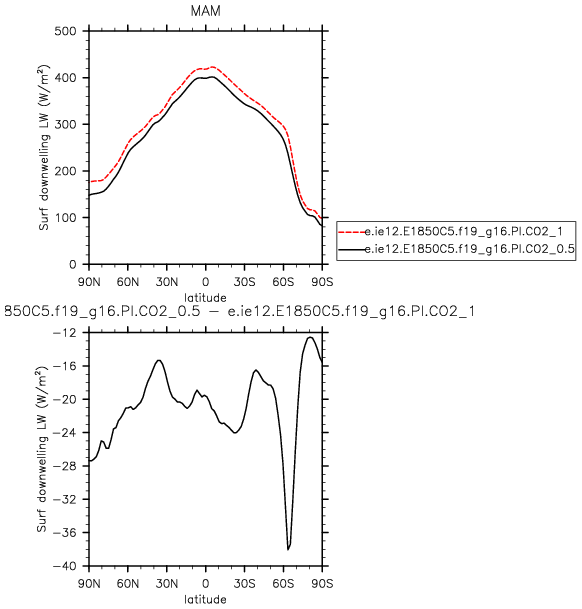 MAM
500
400
300
200
100
0
Surf downwelling LW (W/m²)
90N 60N 30N 0 30S 60S 90S
latitude
e.ie12.E1850C5.f19_g16.PI.CO2_1
e.ie12.E1850C5.f19_g16.PI.CO2_0.5
850C5.f19_g16.PI.CO2_0.5 − e.ie12.E1850C5.f19_g16.PI.CO2_1
−12
−16
−20
−24
−28
−32
−36
−40
Surf downwelling LW (W/m²)
90N 60N 30N 0 30S 60S 90S
latitude